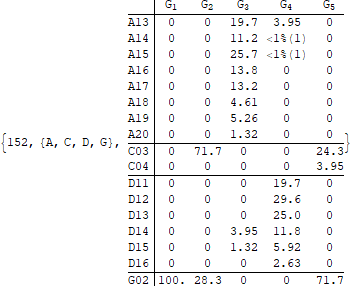 G1 G2 G3 G4 G5
A13 0 0 19.7 3.95 0
A14 0 0 11.2 <1%(1) 0
A15 0 0 25.7 <1%(1) 0
A16 0 0 13.8 0 0
A17 0 0 13.2 0 0
A18 0 0 4.61 0 0
A19 0 0 5.26 0 0
A20 0 0 1.32 0 0
{152, {A, C, D, G}, C03 0 71.7 0 0 24.3}
C04 0 0 0 0 3.95
D11 0 0 0 19.7 0
D12 0 0 0 29.6 0
D13 0 0 0 25.0 0
D14 0 0 3.95 11.8 0
D15 0 0 1.32 5.92 0
D16 0 0 0 2.63 0
G02 100. 28.3 0 0 71.7